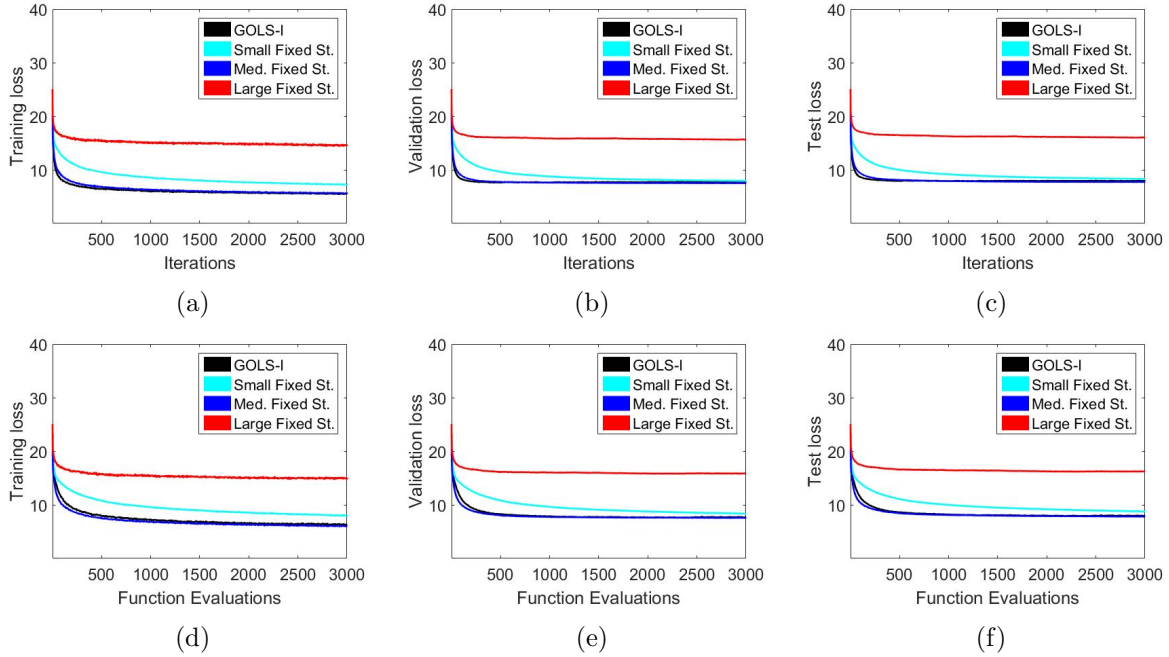 40
30
20
10
Training loss
GOLS-I
Small Fixed St.
Med. Fixed St.
Large Fixed St.
500 1000 1500 2000 2500 3000
Iterations
(a)
40
30
20
10
Validation loss
GOLS-I
Small Fixed St.
Med. Fixed St.
Large Fixed St.
500 1000 1500 2000 2500 3000
Iterations
(b)
40
30
20
10
Test loss
GOLS-I
Small Fixed St.
Med. Fixed St.
Large Fixed St.
500 1000 1500 2000 2500 3000
Iterations
(c)
40
30
20
10
Training loss
GOLS-I
Small Fixed St.
Med. Fixed St.
Large Fixed St.
500 1000 1500 2000 2500 3000
Function Evaluations
(d)
40
30
20
10
Validation loss
GOLS-I
Small Fixed St.
Med. Fixed St.
Large Fixed St.
500 1000 1500 2000 2500 3000
Function Evaluations
(e)
40
30
20
10
Test loss
GOLS-I
Small Fixed St.
Med. Fixed St.
Large Fixed St.
500 1000 1500 2000 2500 3000
Function Evaluations
(f)